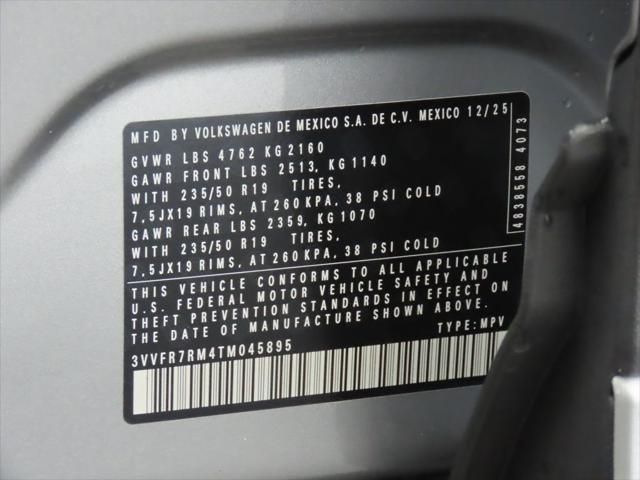 MFD BY VOLKSWAGEN DE MEXICO S.A. DE C.V. MEXICO 12/25
GVWR LBS 4762 KG 2160
GAWR FRONT LBS 2513, KG 1140
WITH 235/50 R19 TIRES,
7,5JX19 RIMS, AT 260 KPA, 38 PSI COLD
GAWR REAR LBS 2359, KG 1070
WITH 235/50 R19 TIRES,
7,5JX19 RIMS, AT 260 KPA, 38 PSI COLD
THIS VEHICLE CONFORMS TO ALL APPLICABLE
U.S. FEDERAL MOTOR VEHICLE SAFETY AND
THEFT PREVENTION STANDARDS IN EFFECT ON
THE DATE OF MANUFACTURE SHOWN ABOVE.
3VVFR7RM4TM045895 TYPE: MPV
4838558 4073